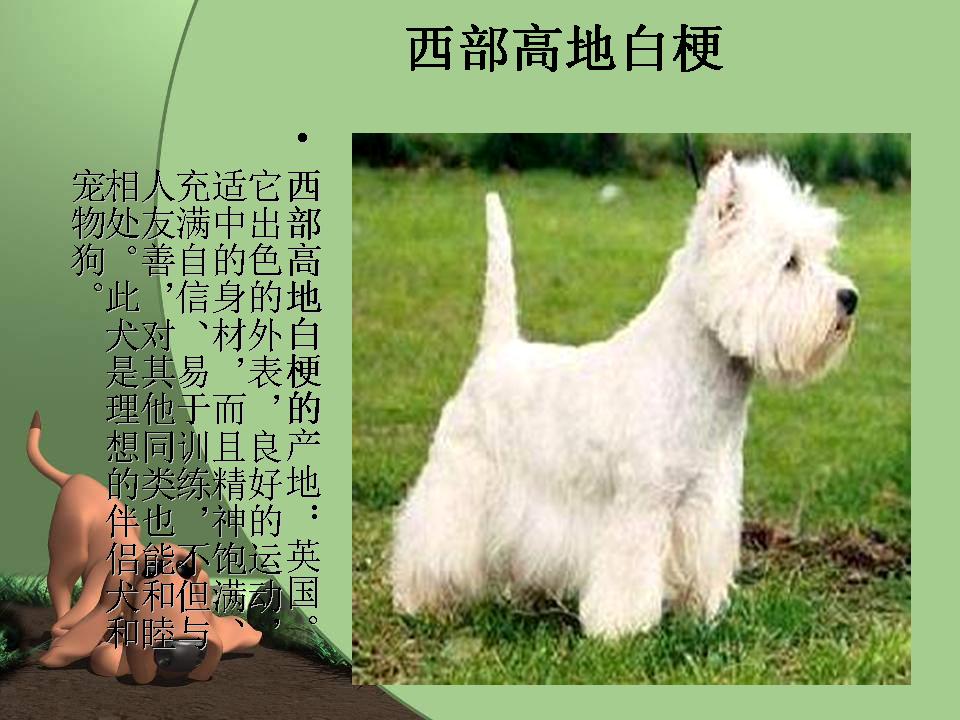 西部高地白梗
• 西部高地白梗的产地：英国。
它出色的外表，良好的运动，
适中的身材，而且精神饱满、
充满自信、易于训练，不但与
人友善，对其他同类也能和睦
相处。此犬是理想的伴侣犬和
宠物狗。